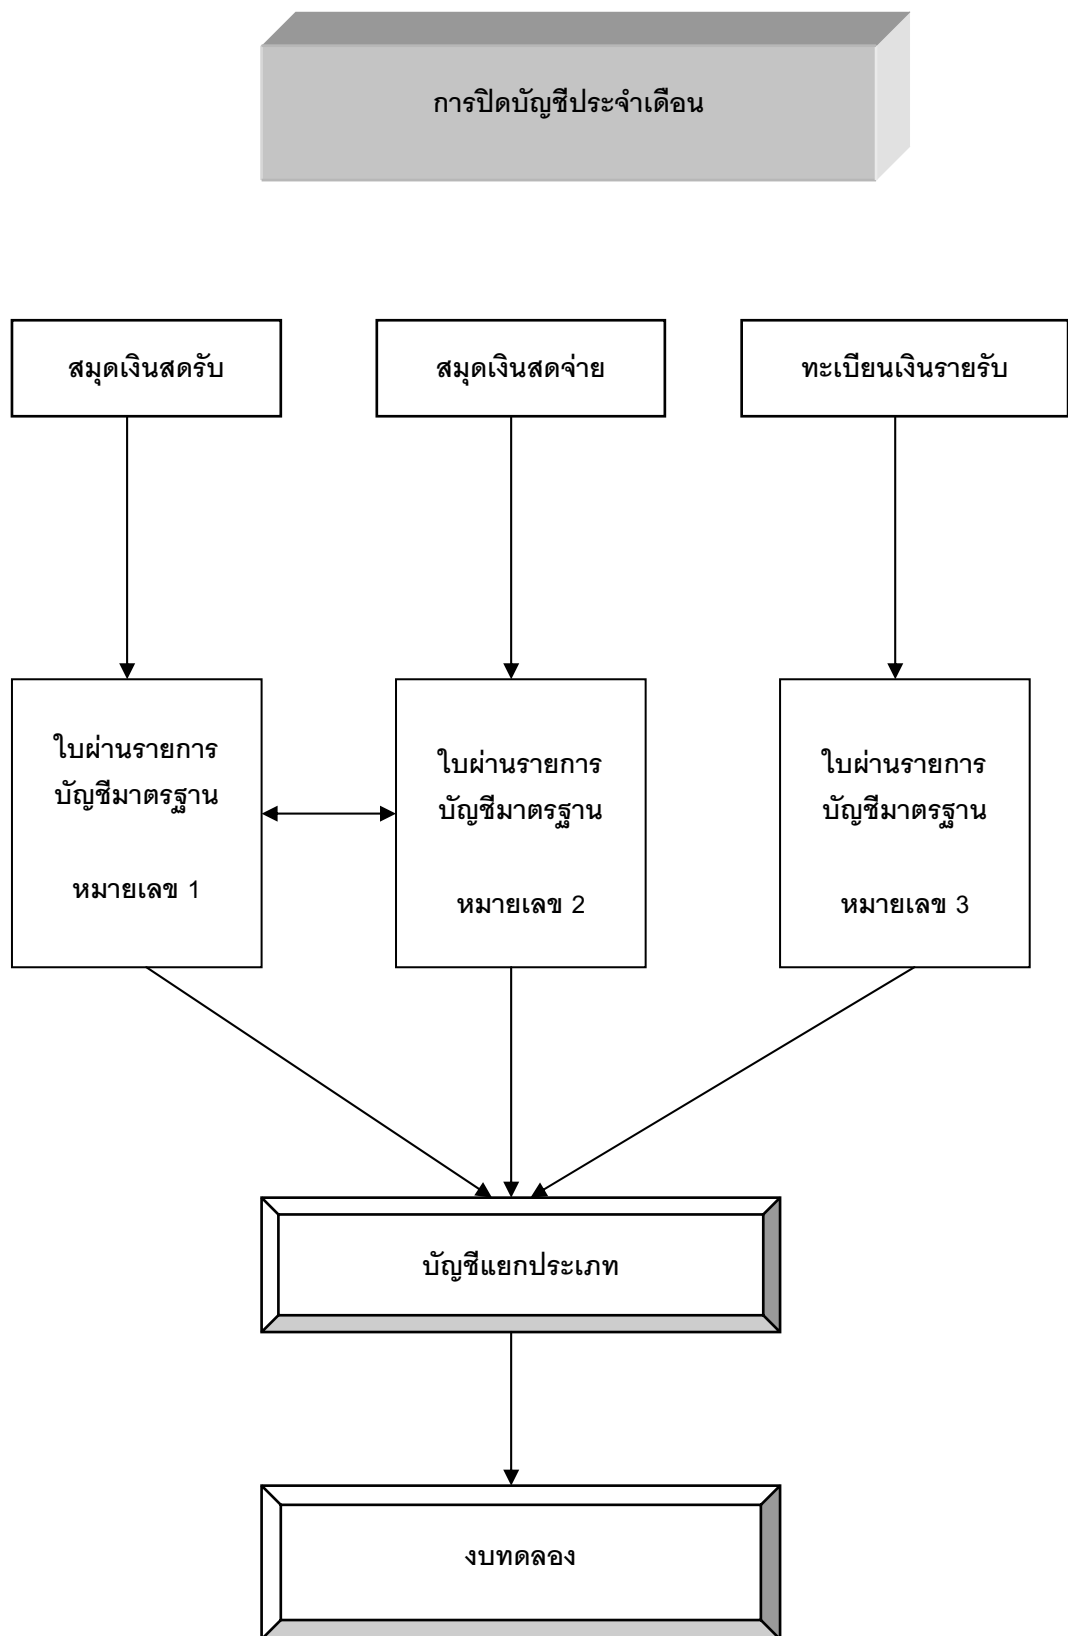 การปิดบัญชีประจำเดือน
สมุดเงินสดรับ
สมุดเงินสดจ่าย
ทะเบียนเงินรายรับ
ใบผ่านรายการ
บัญชีมาตรฐาน
หมายเลข 1
ใบผ่านรายการ
บัญชีมาตรฐาน
หมายเลข 2
ใบผ่านรายการ
บัญชีมาตรฐาน
หมายเลข 3
บัญชีแยกประเภท
งบทดลอง